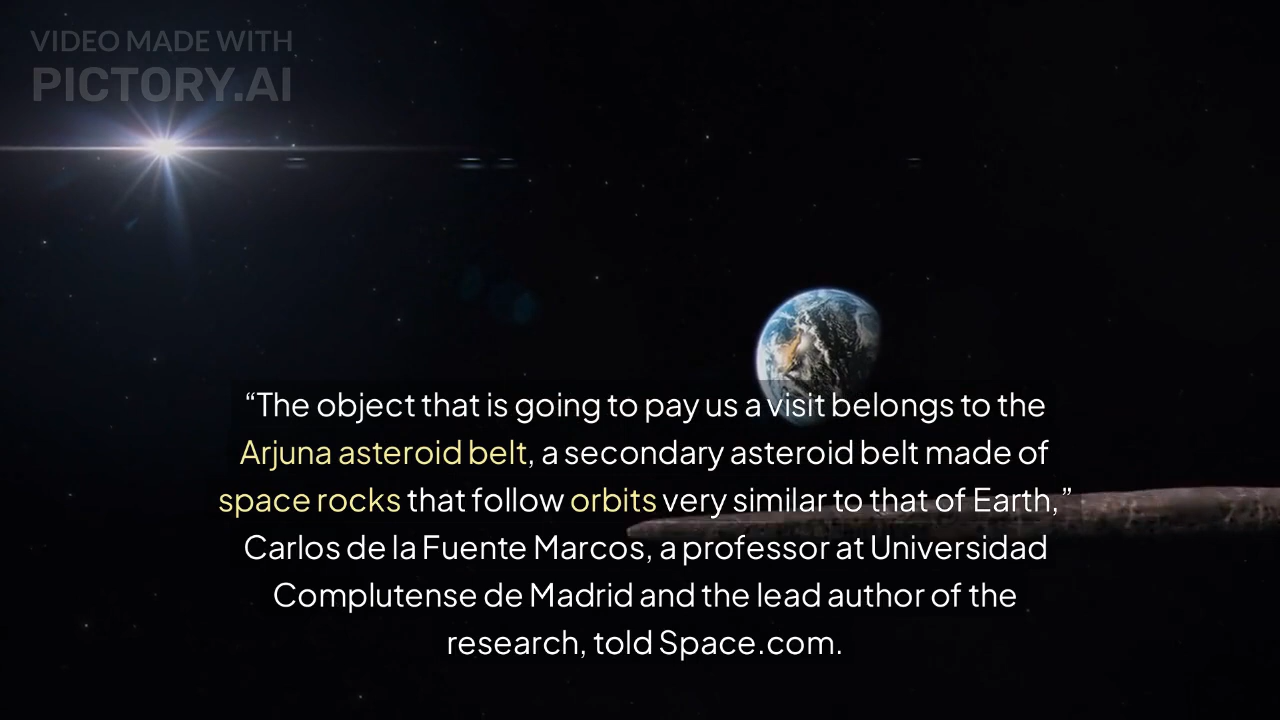 VIDEO MADE WITH
PICTORY.AI
“The object that is going to pay us a visit belongs to the
Arjuna asteroid belt, a secondary asteroid belt made of
space rocks that follow orbits very similar to that of Earth,”
Carlos de la Fuente Marcos, a professor at Universidad
Complutense de Madrid and the lead author of the
research, told Space.com.